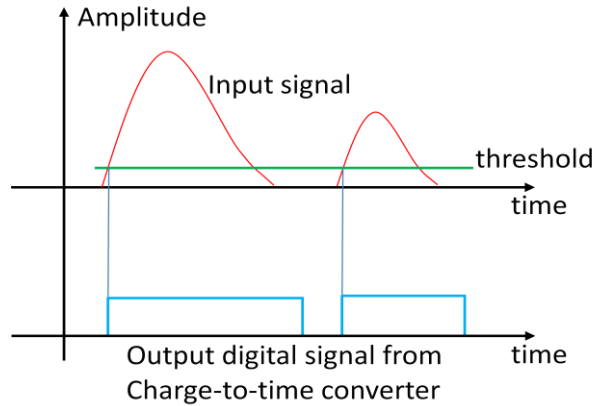 Amplitude
Input signal
threshold
time
time
Output digital signal from
Charge-to-time converter